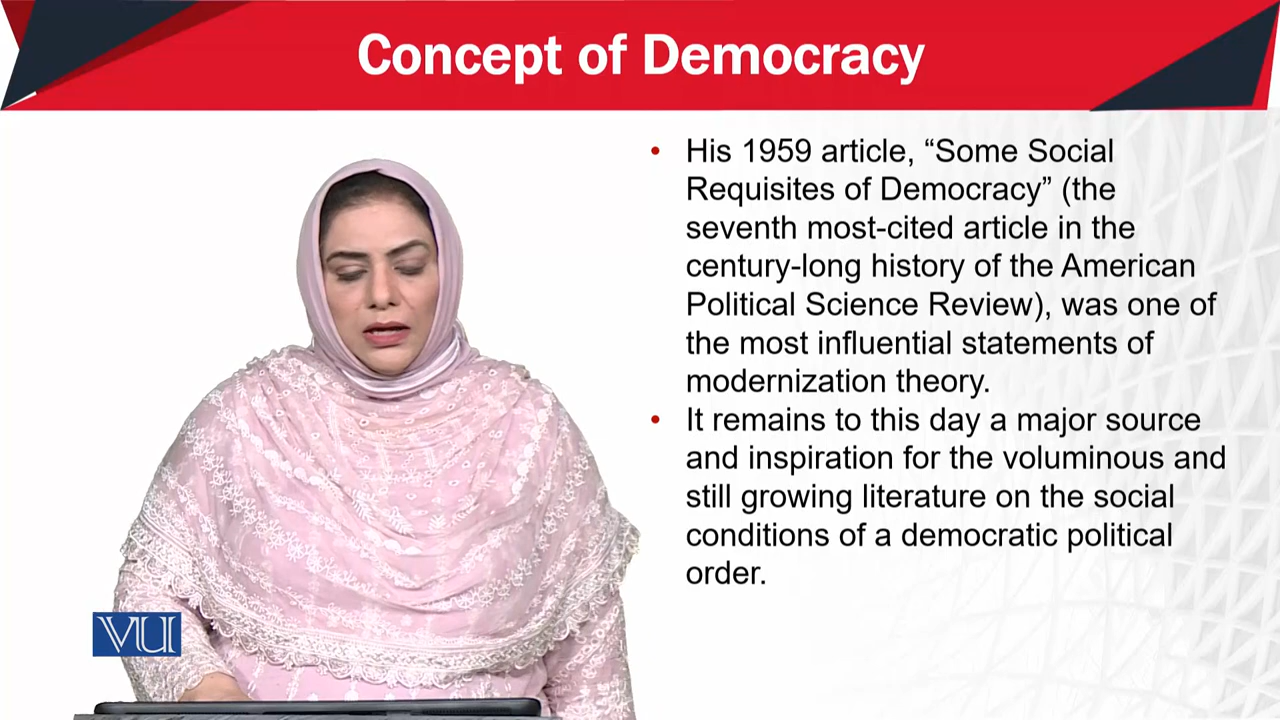 Concept of Democracy
• His 1959 article, “Some Social
Requisites of Democracy” (the
seventh most-cited article in the
century-long history of the American
Political Science Review), was one of
the most influential statements of
modernization theory.
• It remains to this day a major source
and inspiration for the voluminous and
still growing literature on the social
conditions of a democratic political
order.
VU